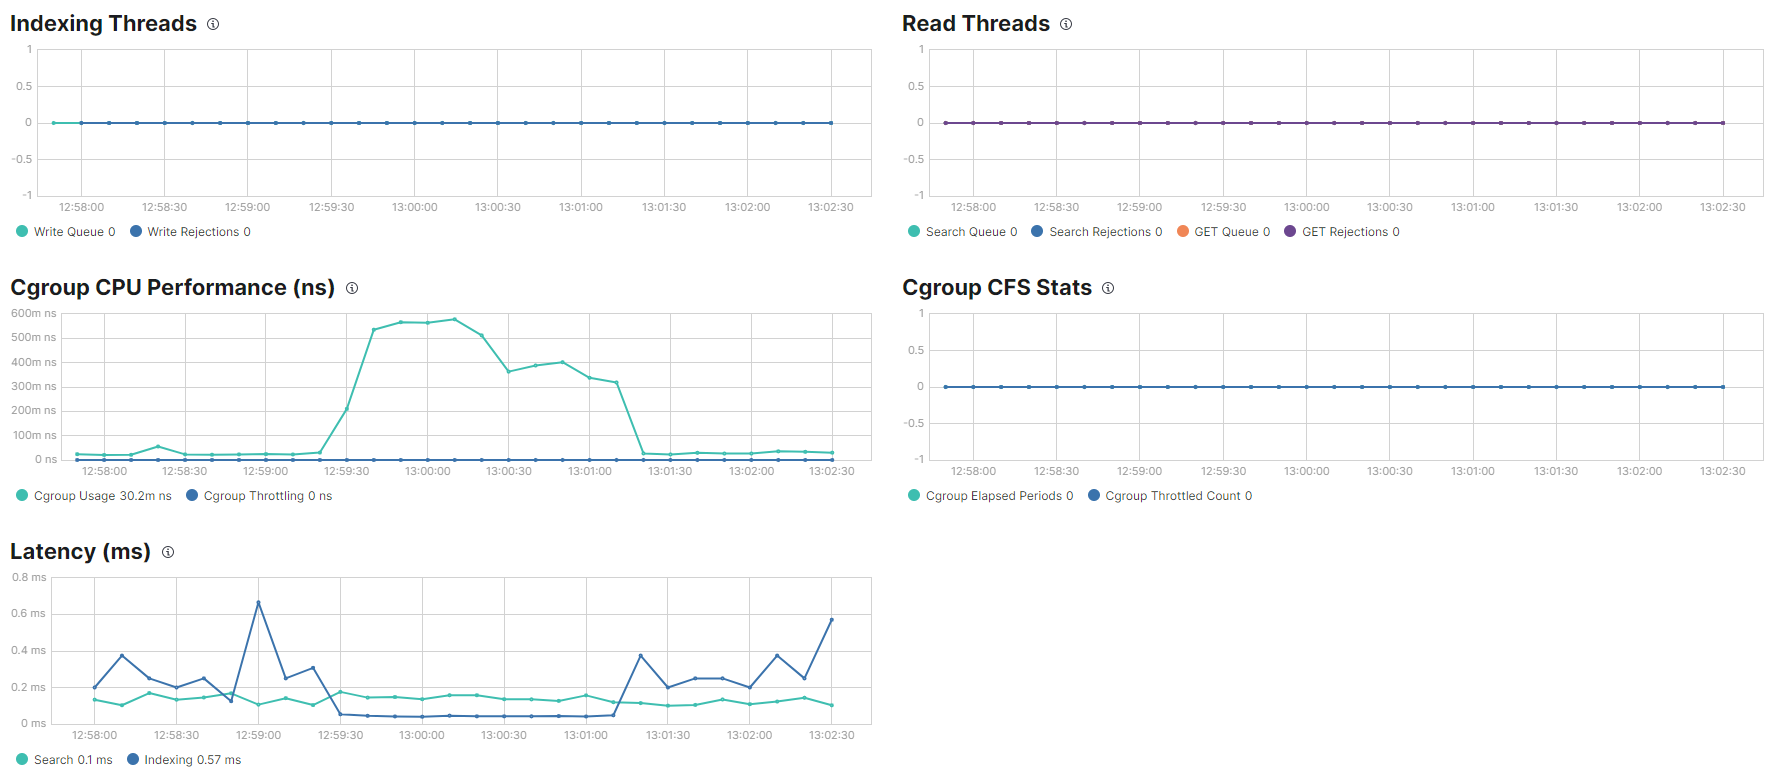 Indexing Threads
1
0.5
0
-0.5
-1
12:58:00 12:58:30 12:59:00 12:59:30 13:00:00 13:00:30 13:01:00 13:01:30 13:02:00 13:02:30
Write Queue 0 Write Rejections 0
Read Threads
1
0.5
0
-0.5
-1
12:58:00 12:58:30 12:59:00 12:59:30 13:00:00 13:00:30 13:01:00 13:01:30 13:02:00 13:02:30
Search Queue 0 Search Rejections 0 GET Queue 0 GET Rejections 0
Cgroup CPU Performance (ns)
600m ns
500m ns
400m ns
300m ns
200m ns
100m ns
0 ns
12:58:00 12:58:30 12:59:00 12:59:30 13:00:00 13:00:30 13:01:00 13:01:30 13:02:00 13:02:30
Cgroup Usage 30.2m ns Cgroup Throttling 0 ns
Cgroup CFS Stats
1
0.5
0
-0.5
-1
12:58:00 12:58:30 12:59:00 12:59:30 13:00:00 13:00:30 13:01:00 13:01:30 13:02:00 13:02:30
Cgroup Elapsed Periods 0 Cgroup Throttled Count 0
Latency (ms)
0.8 ms
0.6 ms
0.4 ms
0.2 ms
0 ms
12:58:00 12:58:30 12:59:00 12:59:30 13:00:00 13:00:30 13:01:00 13:01:30 13:02:00 13:02:30
Search 0.1 ms Indexing 0.57 ms